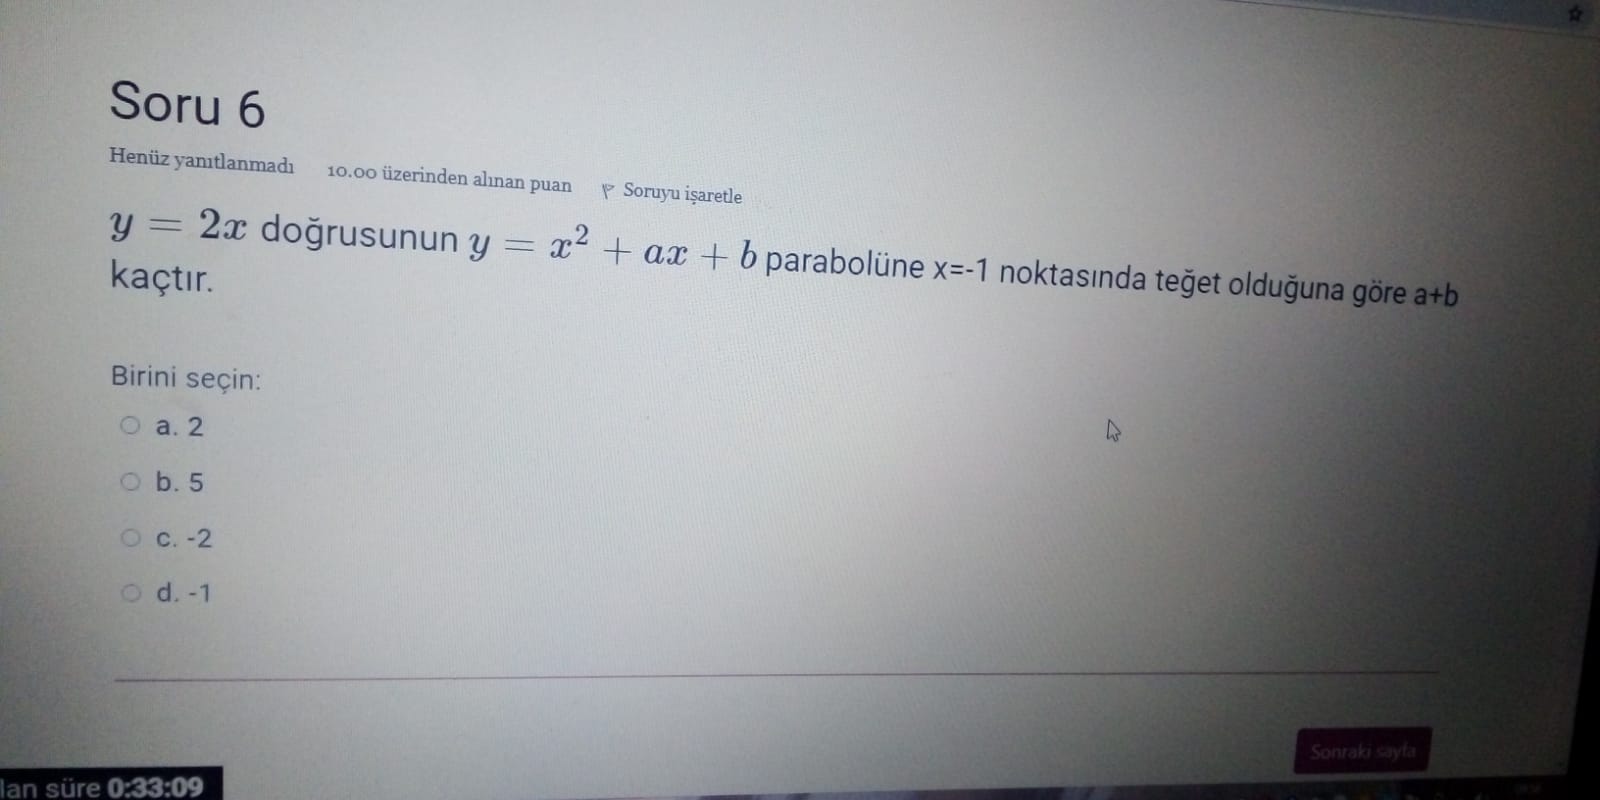 Soru 6
Henüz yanıtlanmadı 10,00 üzerinden alınan puan Soruyu işaretle
y = 2x doğrusunun y = x² + ax + b parabolüne x=-1 noktasında teğet olduğuna göre a+b
kaçtır.
Birini seçin:
a. 2
b. 5
c. -2
d. -1
Sonraki sayfa
lan süre 0:33:09